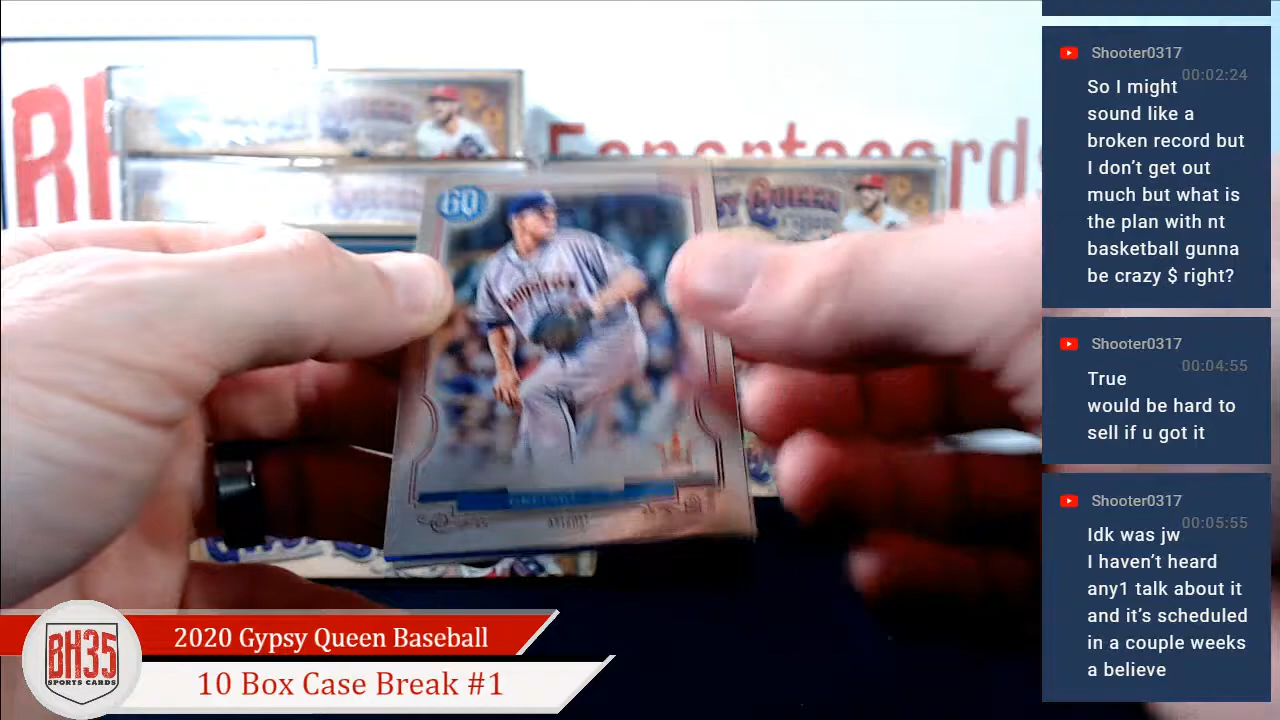 Shooter0317
00:02:24
So I might
sound like a
broken record but
I don't get out
much but what is
the plan with nt
basketball gunna
be crazy $ right?
Shooter0317
00:04:55
True
would be hard to
sell if u got it
Shooter0317
00:05:55
Idk was jw
I haven't heard
any1 talk about it
and it's scheduled
in a couple weeks
a believe
GQ
QUEEN
BH35
SPORTS CARDS
2020 Gypsy Queen Baseball
10 Box Case Break #1